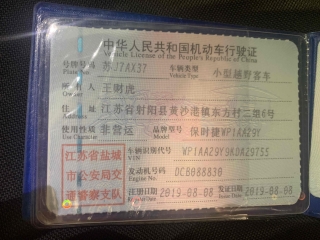 中华人民共和国机动车行驶证
Vehicle License of the People's Republic of China
号牌号码 苏J7AX37 车辆类型 小型越野客车
Plate No. Vehicle Type
所有人 王时虎
Owner
住址 江苏省射阳县黄沙港镇东方村二组6号
Address
使用性质 非营运 品牌型号 保时捷WP1AA29Y
Use Character Model
江苏省盐城市公安局交通警察支队
车辆识别代号
VIN
发动机号码 DCB088830
Engine No.
注册日期 2019-08-08 发证日期 2019-08-08
Register Date Issue Date